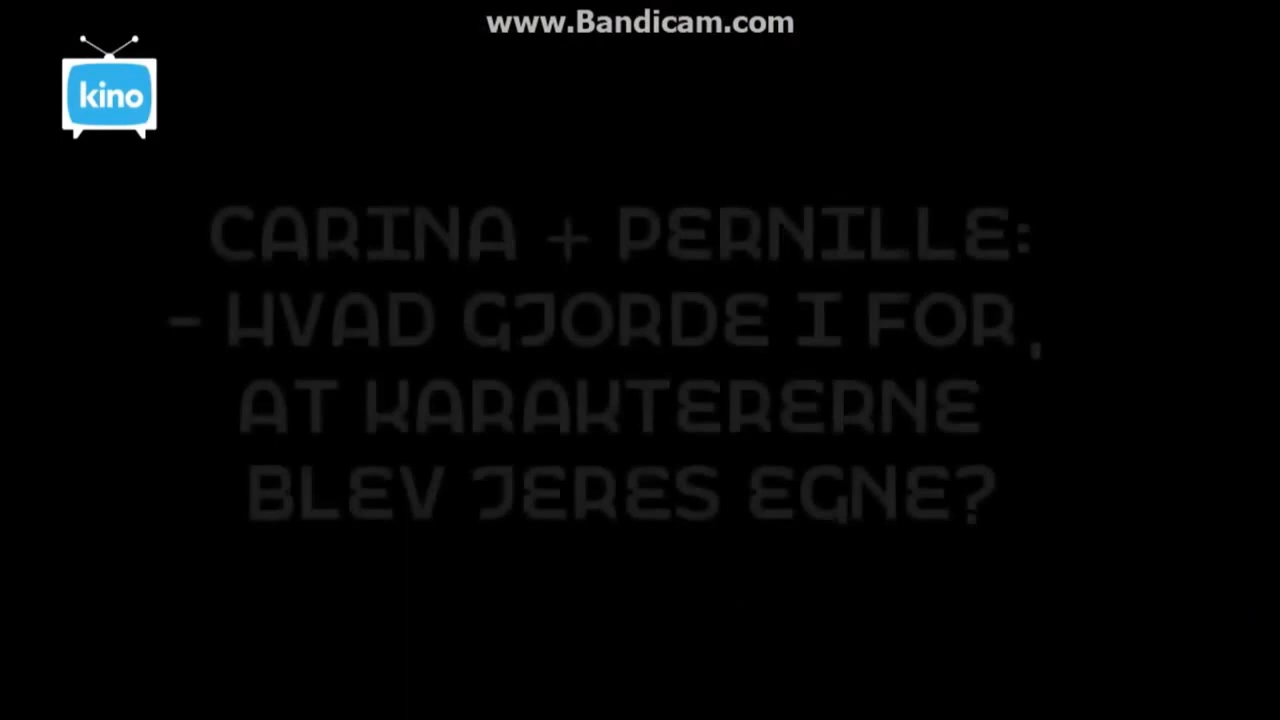 www.Bandicam.com
kino
CARINA + PERNILLE:
- HVAD GJORDE I FOR,
AT KARAKTERERNE
BLEV JERES EGNE?